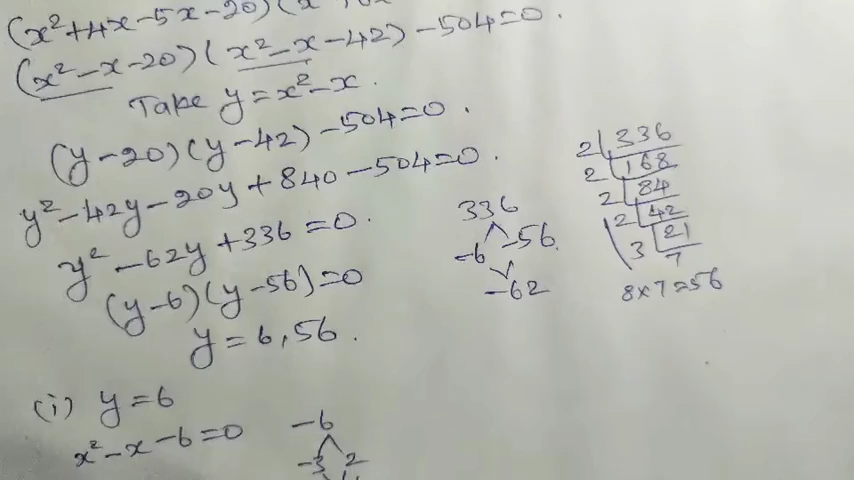 (x²+4x-5x-20)(x
(x²-x-20)(x²-x-42)-504=0.
Take y=x²-x.
(y-20)(y-42)-504=0.
y²-42y-20y+840-504=0.
y²-62y+336=0.
(y-6)(y-56)=0
y=6,56.
(i) y=6
x²-x-6=0
336
-6 -56.
-62
2 336
2 168
2 84
2 42
3 21
7
8×7=56
-6
-3 2